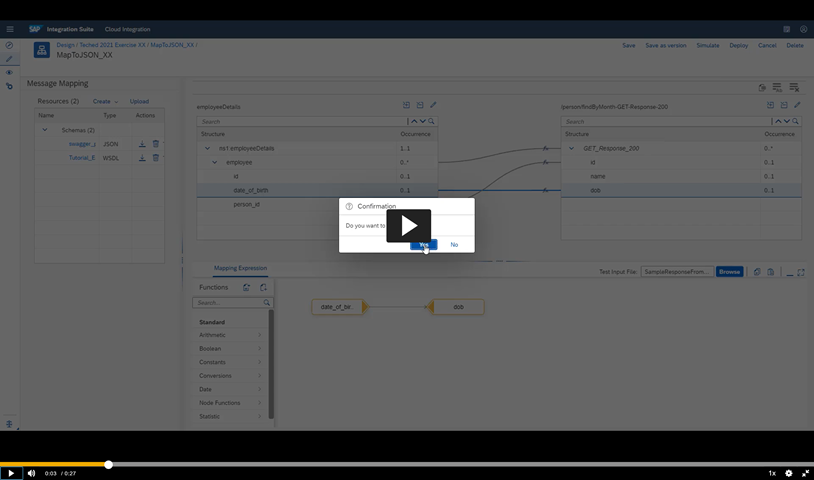 SAP Integration Suite Cloud Integration
Design / Teched 2021 Exercise XX / MapToJSON_XX /
MapToJSON_XX
Save Save as version Simulate Deploy Cancel Delete
Message Mapping
Resources (2) Create Upload
Name Type Actions
Schemas (2)
swagger_j JSON
Tutorial_E WSDL
employeeDetails
Search
Structure Occurrence
ns1:employeeDetails 1..1
employee 0..*
id 0..1
date_of_birth 0..1
person_id 0..1
/person/findByMonth-GET-Response-200
Search
Structure Occurrence
GET_Response_200 0..*
id 0..1
name 0..1
dob 0..1
Confirmation
Do you want to
Yes No
Mapping Expression
Test Input File: SampleResponseFrom... Browse
Functions
Search...
Standard
Arithmetic
Boolean
Constants
Conversions
Date
Node Functions
Statistic
date_of_bir. dob
0:03 / 0:27
1x